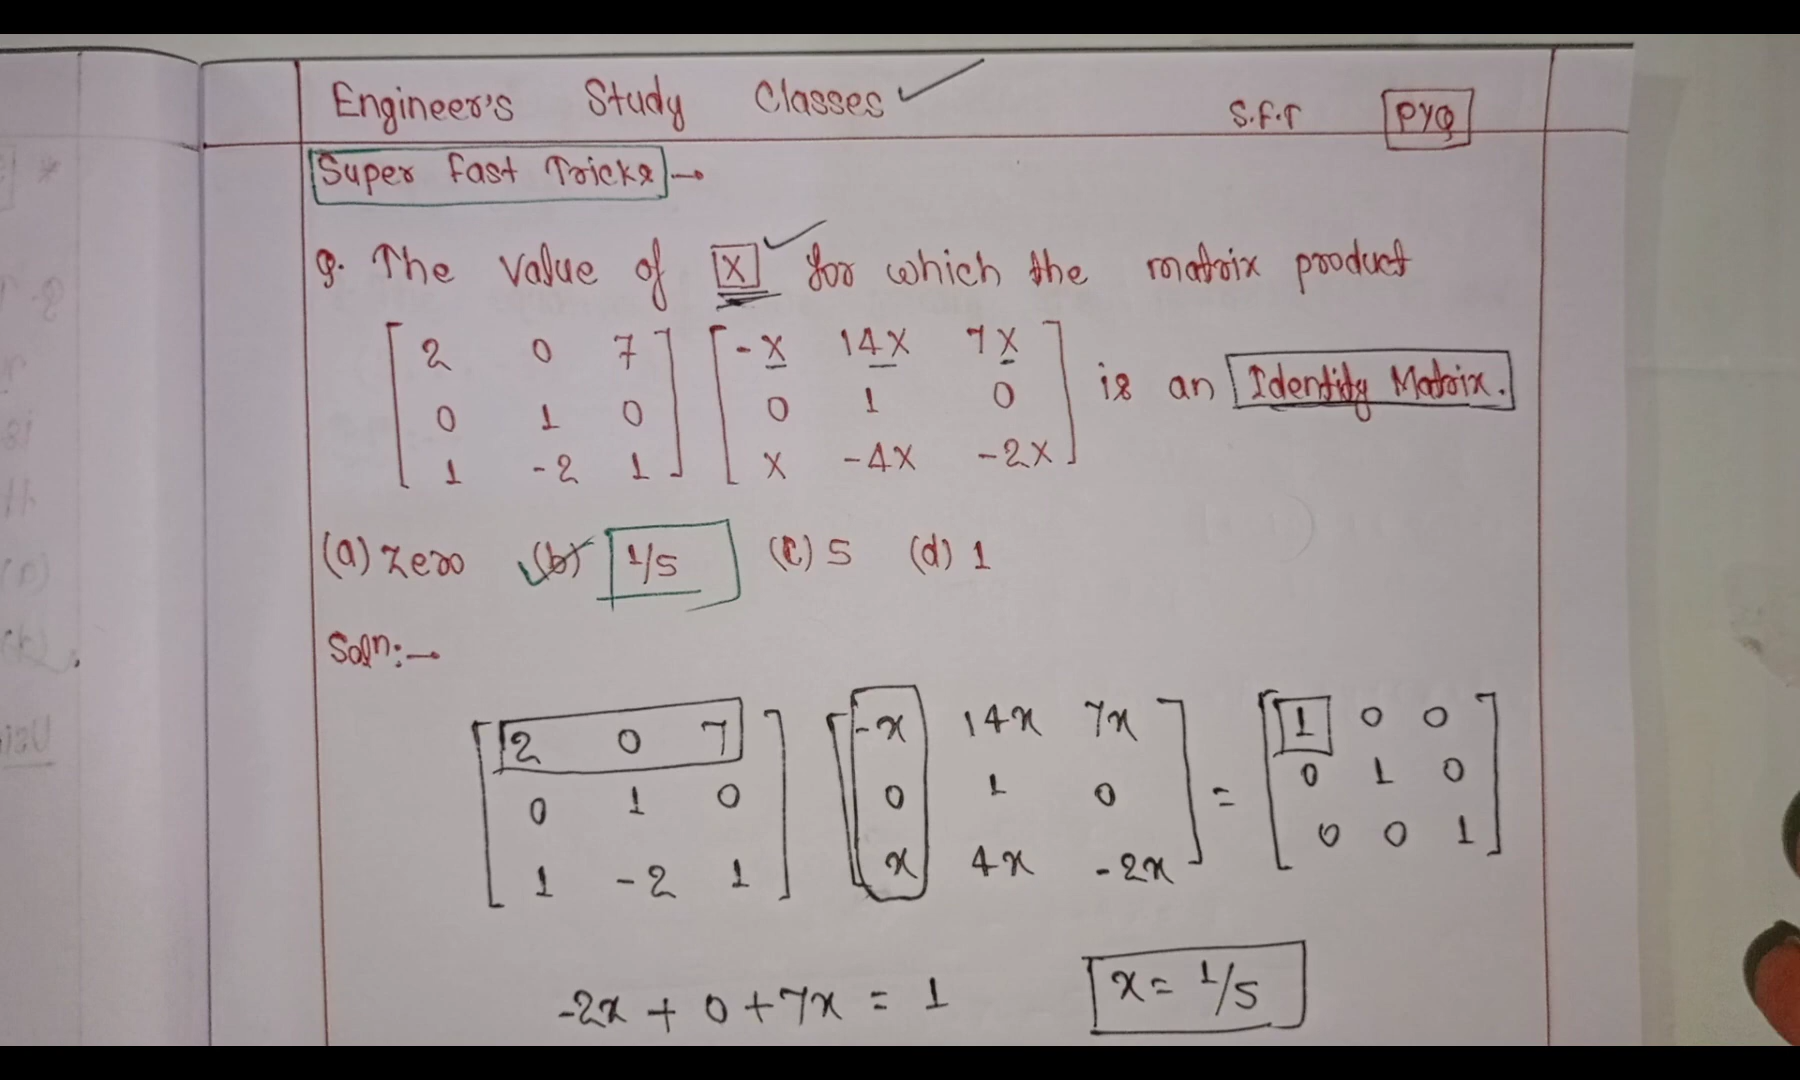 Engineer's Study Classes ✓ S.F.T PYQ
Super Fast Tricks →
Q. The value of X ✓ for which the matrix product
2 0 7 -X 14X 7X
0 1 0 0 1 0 is an Identity Matrix.
1 -2 1 X -4X -2X
(a) Zero (b) 1/5 (c) 5 (d) 1
Soln:→
2 0 7 -x 14x 7x 1 0 0
0 1 0 0 1 0 = 0 1 0
1 -2 1 x 4x -2x 0 0 1
-2x + 0 + 7x = 1 x = 1/5